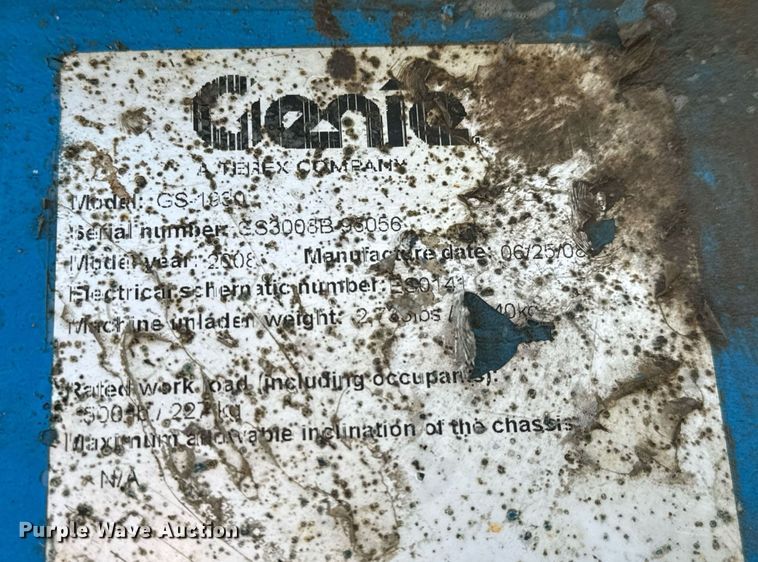 Genie
A TEREX COMPANY
Model: GS-1930
Serial number: GS3008B-95056
Model year: 2008 Manufacture date: 06/25/08
Electrical schematic number:
Machine unladen weight:
Rated work load (including occupants):
500 lb / 227 kg
Maximum allowable inclination of the chassis
N/A
Purple Wave Auction